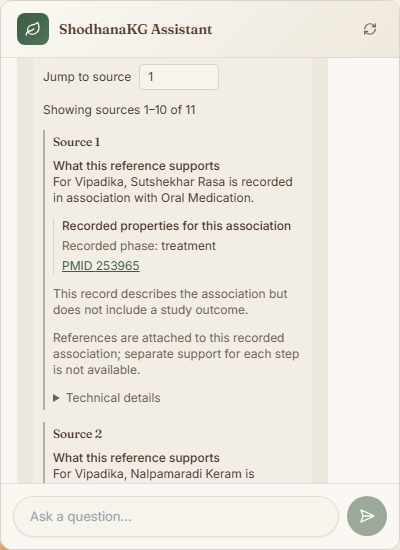 ShodhanaKG Assistant
Jump to source 1
Showing sources 1–10 of 11
Source 1
What this reference supports
For Vipadika, Sutshekhar Rasa is recorded
in association with Oral Medication.
Recorded properties for this association
Recorded phase: treatment
PMID 253965
This record describes the association but
does not include a study outcome.
References are attached to this recorded
association; separate support for each step
is not available.
Technical details
Source 2
What this reference supports
For Vipadika, Nalpamaradi Keram is
Ask a question...